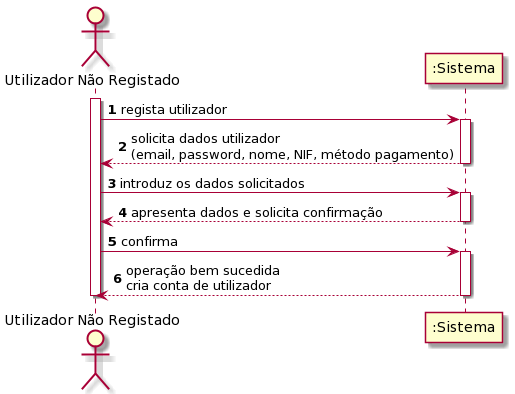 Utilizador Não Registado
:Sistema
1 regista utilizador
2 solicita dados utilizador
(email, password, nome, NIF, método pagamento)
3 introduz os dados solicitados
4 apresenta dados e solicita confirmação
5 confirma
6 operação bem sucedida
cria conta de utilizador
Utilizador Não Registado
:Sistema